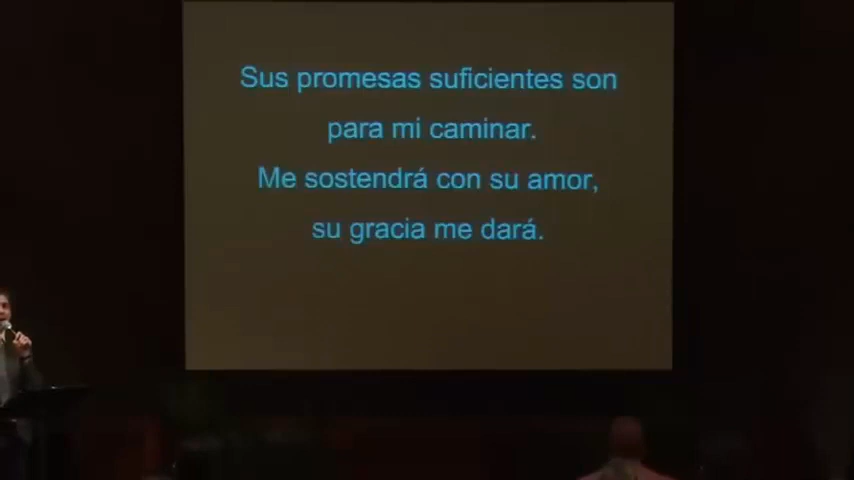 Sus promesas suficientes son
para mi caminar.
Me sostendrá con su amor,
su gracia me dará.